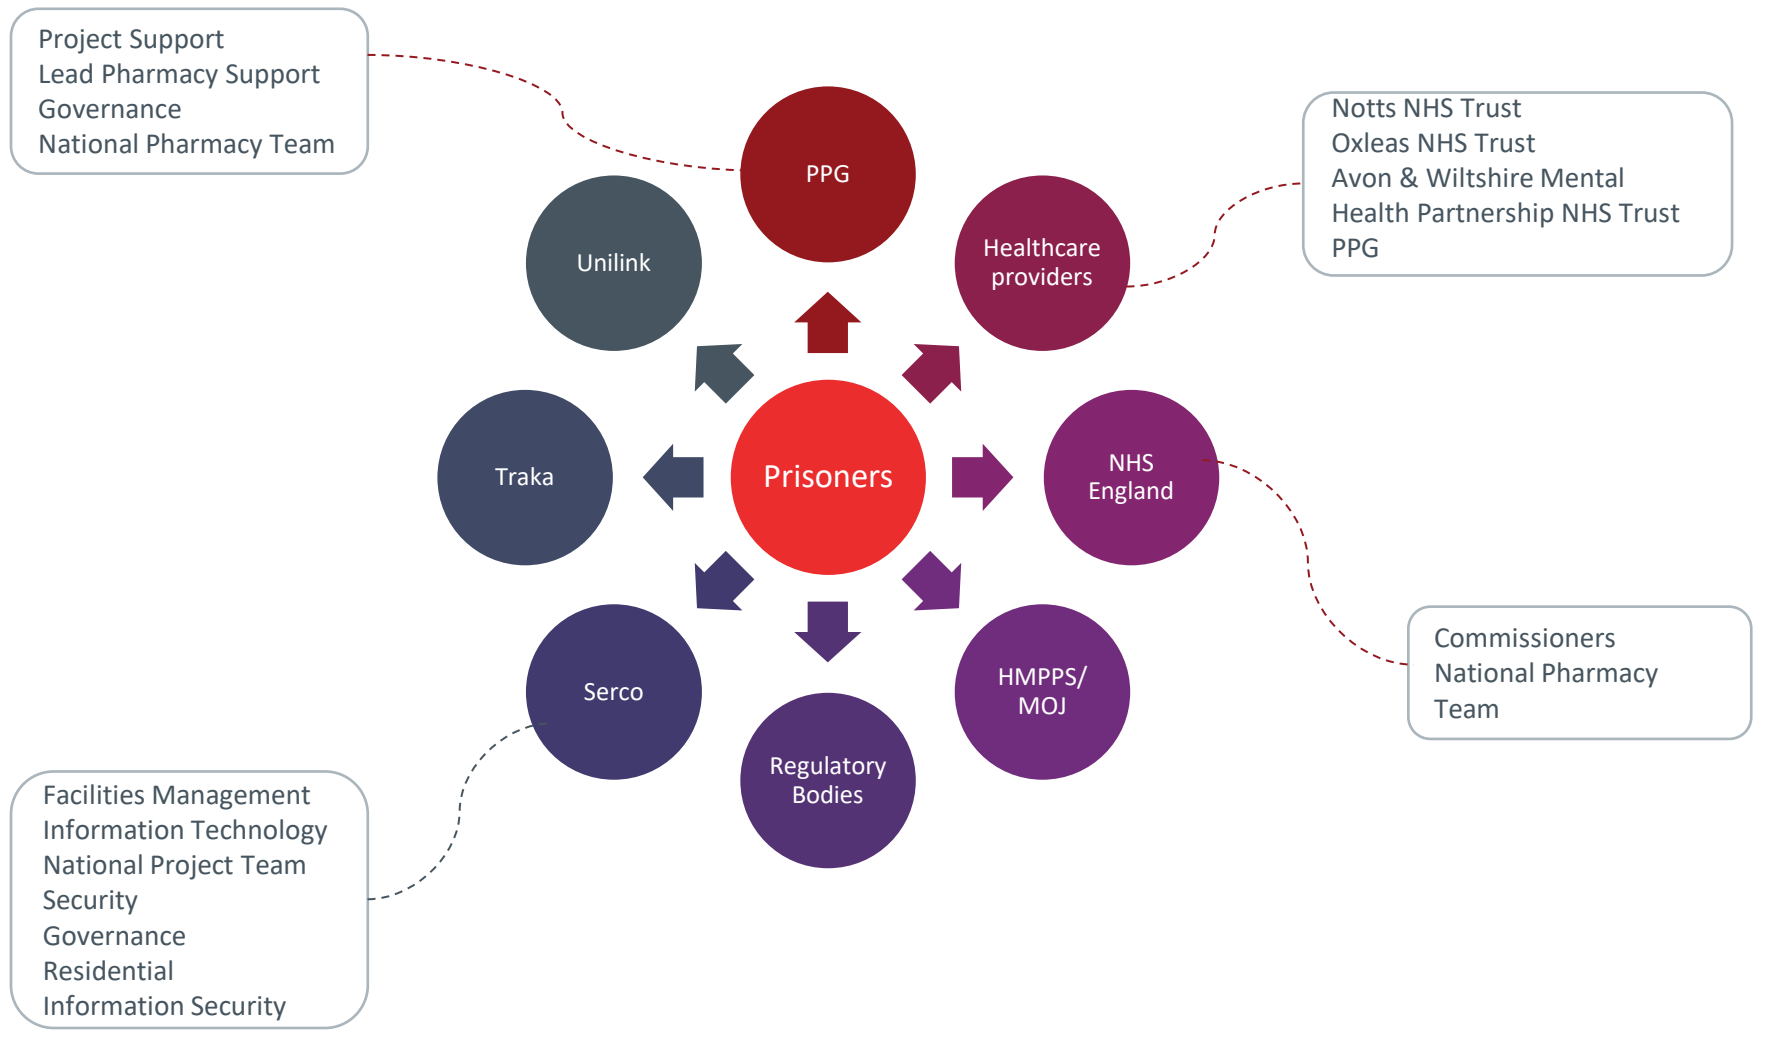 Project Support
Lead Pharmacy Support
Governance
National Pharmacy Team
PPG
Notts NHS Trust
Oxleas NHS Trust
Avon & Wiltshire Mental
Health Partnership NHS Trust
PPG
Unilink
Healthcare
providers
Traka
Prisoners
NHS
England
Commissioners
National Pharmacy
Team
Serco
HMPPS/
MOJ
Regulatory
Bodies
Facilities Management
Information Technology
National Project Team
Security
Governance
Residential
Information Security